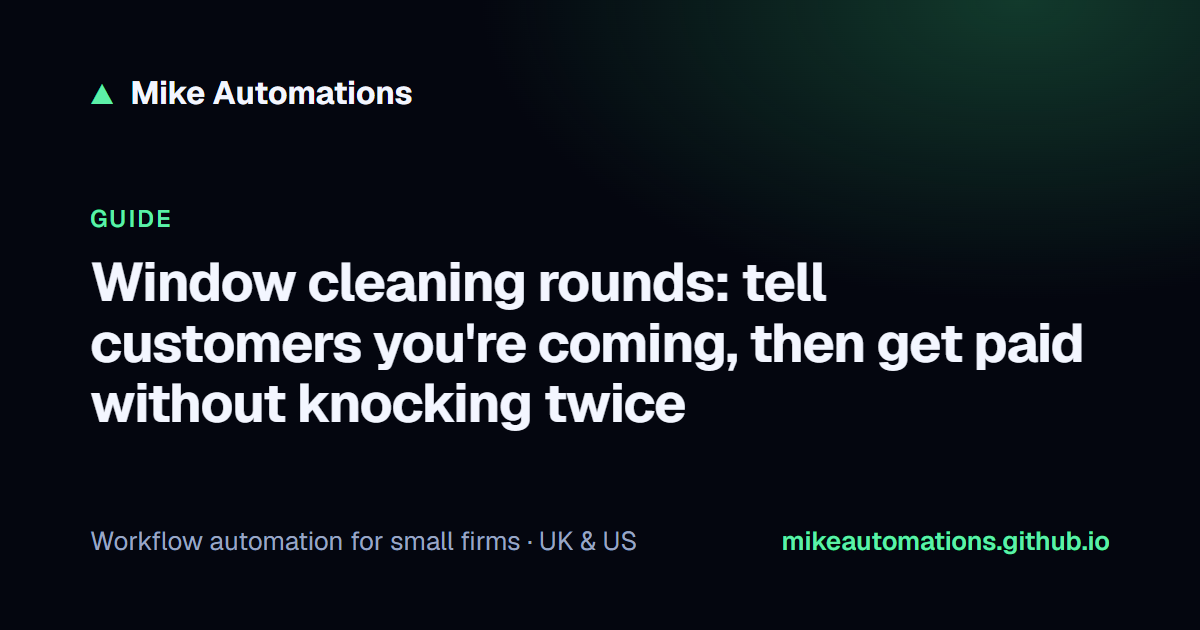 Mike Automations
GUIDE
Window cleaning rounds: tell
customers you're coming, then get paid
without knocking twice
Workflow automation for small firms · UK & US
mikeautomations.github.io